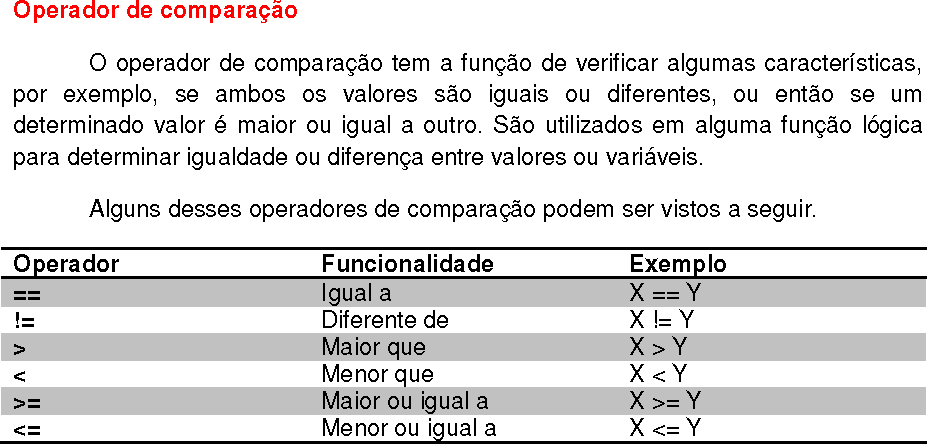 Operador de comparação
O operador de comparação tem a função de verificar algumas características,
por exemplo, se ambos os valores são iguais ou diferentes, ou então se um
determinado valor é maior ou igual a outro. São utilizados em alguma função lógica
para determinar igualdade ou diferença entre valores ou variáveis.
Alguns desses operadores de comparação podem ser vistos a seguir.
Operador Funcionalidade Exemplo
== Igual a X == Y
!= Diferente de X != Y
> Maior que X > Y
< Menor que X < Y
>= Maior ou igual a X >= Y
<= Menor ou igual a X <= Y